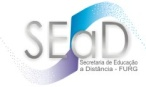 SEaD
Secretaria de Educação
a Distância - FURG